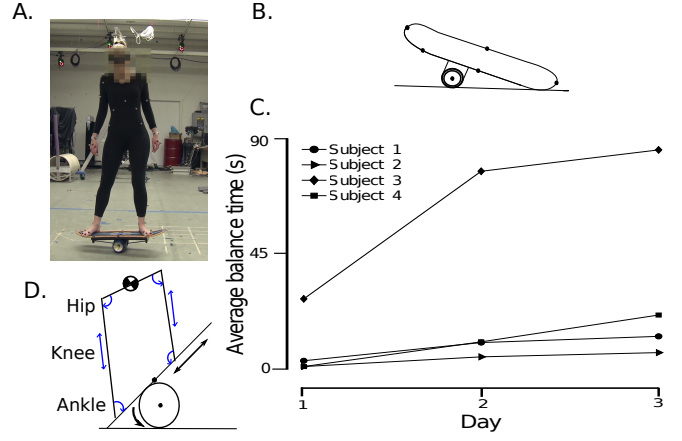 A.
B.
C.
Average balance time (s)
90
45
0
Subject 1
Subject 2
Subject 3
Subject 4
1
2
3
Day
D.
Hip
Knee
Ankle